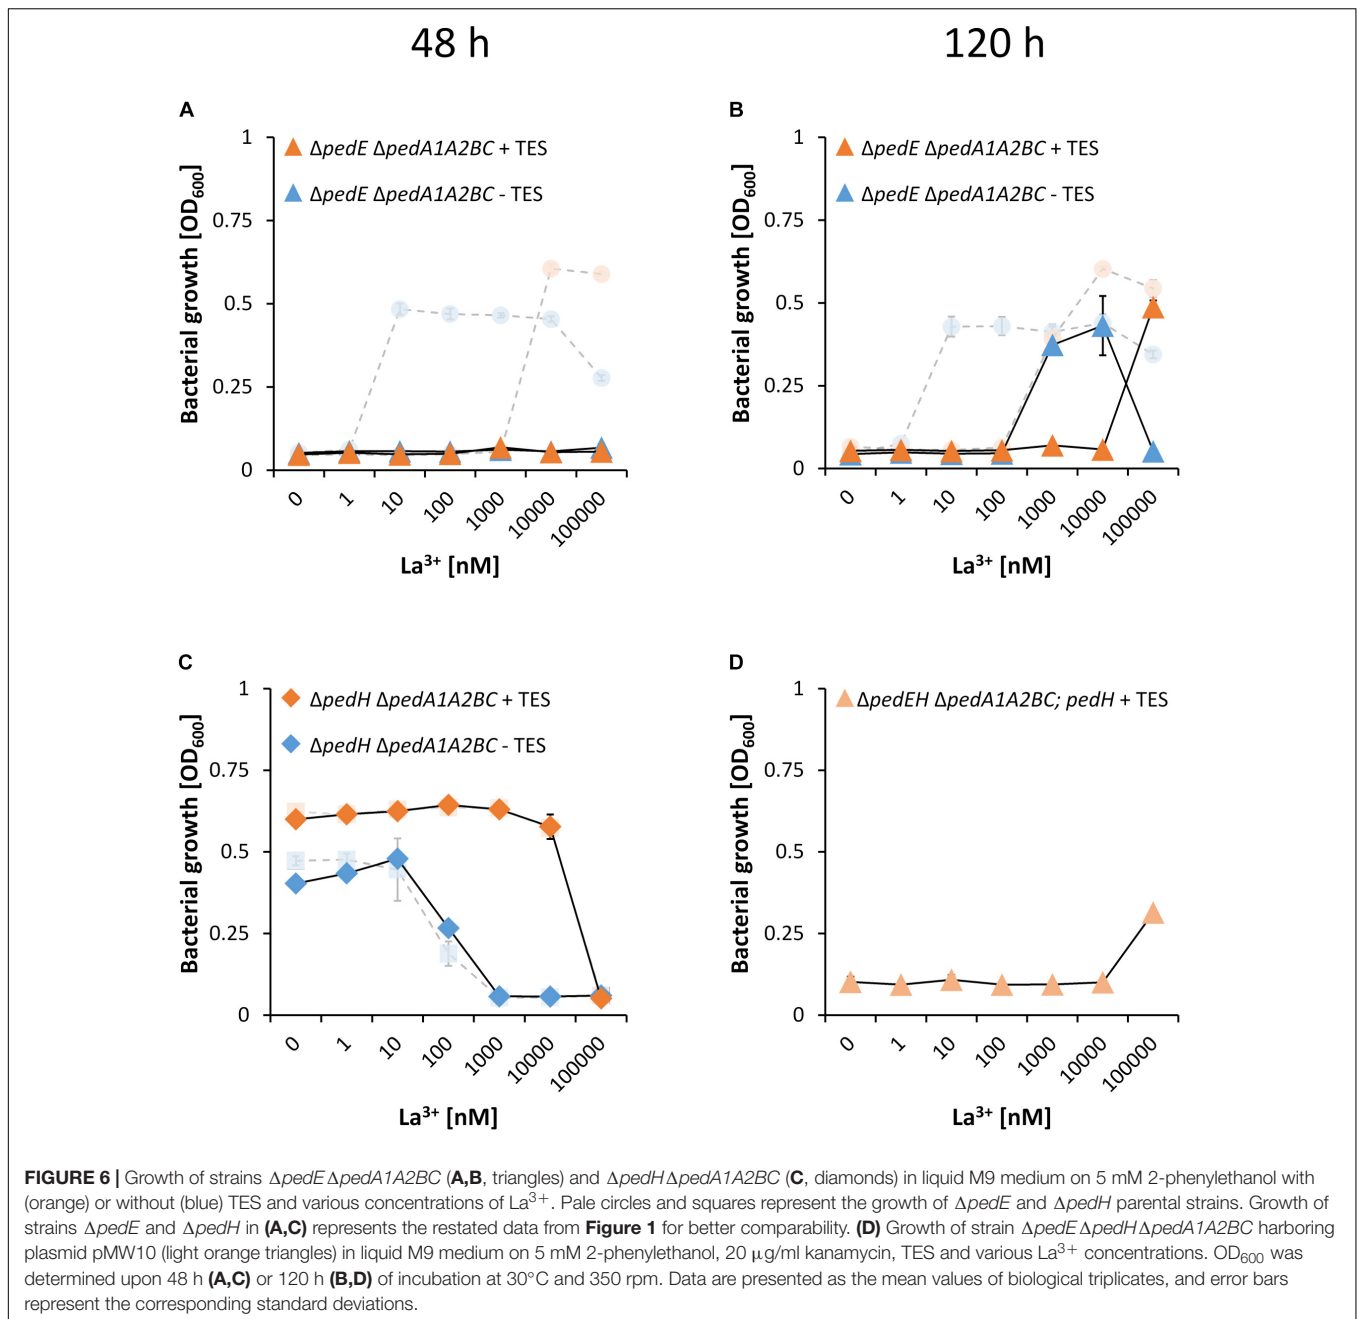 48 h
120 h
A
ΔpedE ΔpedA1A2BC + TES
ΔpedE ΔpedA1A2BC - TES
Bacterial growth [OD600]
1
0.75
0.5
0.25
0
0 1 10 100 1000 10000 100000
La³⁺ [nM]
B
ΔpedE ΔpedA1A2BC + TES
ΔpedE ΔpedA1A2BC - TES
Bacterial growth [OD600]
1
0.75
0.5
0.25
0
0 1 10 100 1000 10000 100000
La³⁺ [nM]
C
ΔpedH ΔpedA1A2BC + TES
ΔpedH ΔpedA1A2BC - TES
Bacterial growth [OD600]
1
0.75
0.5
0.25
0
0 1 10 100 1000 10000 100000
La³⁺ [nM]
D
ΔpedEH ΔpedA1A2BC; pedH + TES
Bacterial growth [OD600]
1
0.75
0.5
0.25
0
0 1 10 100 1000 10000 100000
La³⁺ [nM]
FIGURE 6 | Growth of strains ΔpedEΔpedA1A2BC (A,B, triangles) and ΔpedHΔpedA1A2BC (C, diamonds) in liquid M9 medium on 5 mM 2-phenylethanol with
(orange) or without (blue) TES and various concentrations of La³⁺. Pale circles and squares represent the growth of ΔpedE and ΔpedH parental strains. Growth of
strains ΔpedE and ΔpedH in (A,C) represents the restated data from Figure 1 for better comparability. (D) Growth of strain ΔpedEΔpedHΔpedA1A2BC harboring
plasmid pMW10 (light orange triangles) in liquid M9 medium on 5 mM 2-phenylethanol, 20 μg/ml kanamycin, TES and various La³⁺ concentrations. OD600 was
determined upon 48 h (A,C) or 120 h (B,D) of incubation at 30°C and 350 rpm. Data are presented as the mean values of biological triplicates, and error bars
represent the corresponding standard deviations.